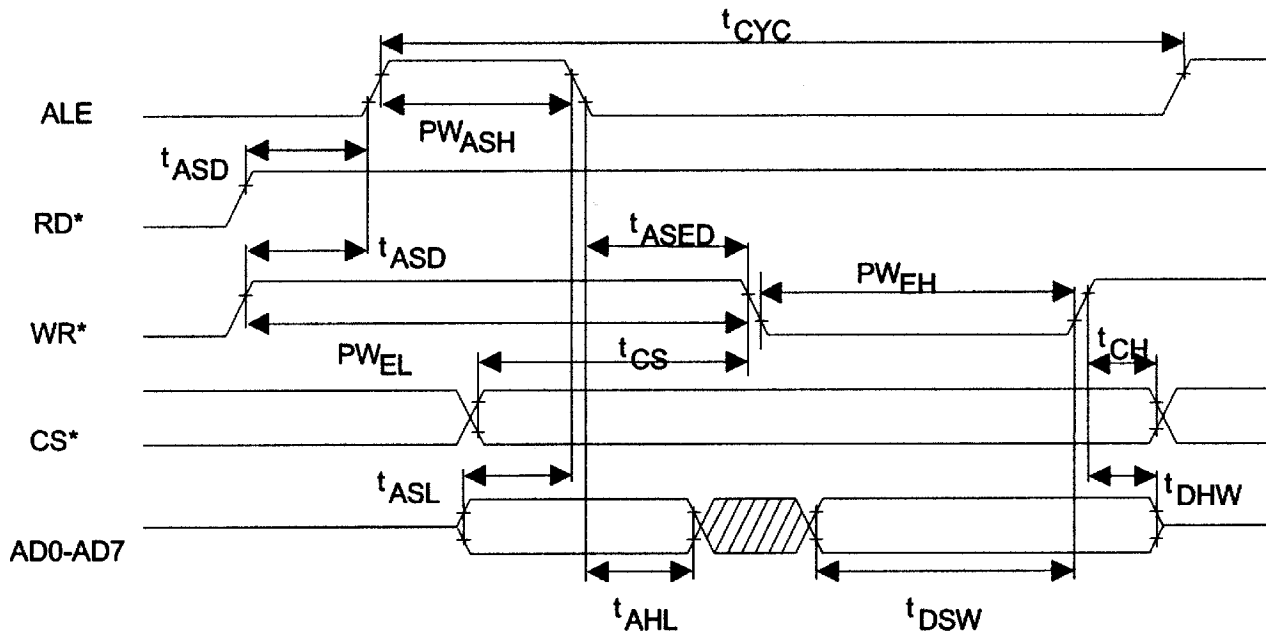 tCYC
ALE
PWASH
tASD
RD*
tASED
tASD
PWEH
WR*
tCS
tCH
PWEL
CS*
tASL
tDHW
AD0-AD7
tAHL
tDSW